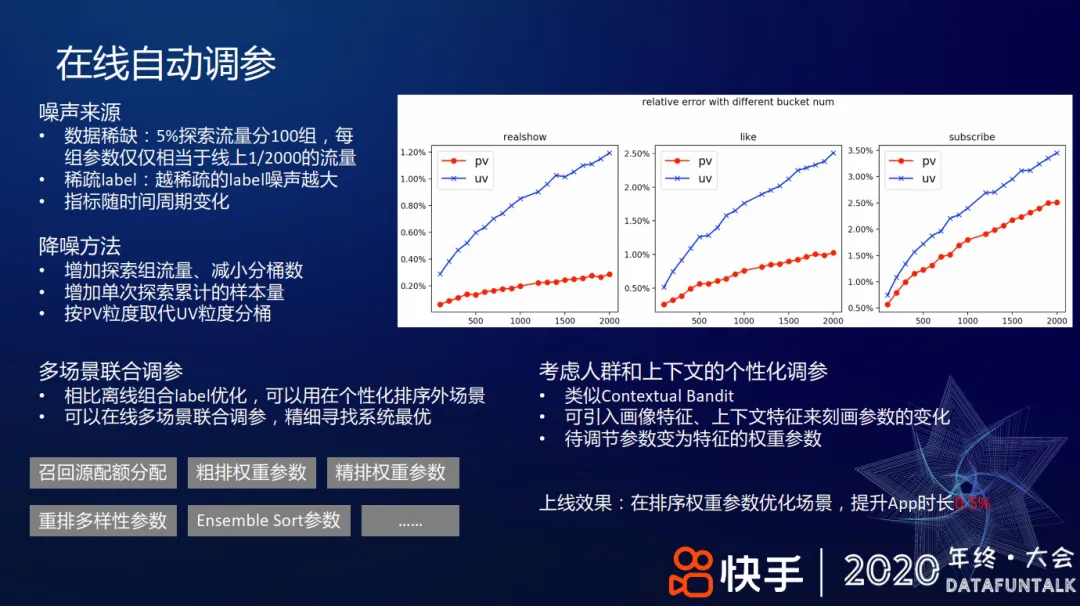 在线自动调参
噪声来源
• 数据稀缺：5%探索流量分100组，每
组参数仅仅相当于线上1/2000的流量
• 稀疏label：越稀疏的label噪声越大
• 指标随时间周期变化
降噪方法
• 增加探索组流量、减小分桶数
• 增加单次探索累计的样本量
• 按PV粒度取代UV粒度分桶
relative error with different bucket num
realshow
pv
uv
1.20%
1.00%
0.80%
0.60%
0.40%
0.20%
500 1000 1500 2000
like
pv
uv
2.50%
2.00%
1.50%
1.00%
0.50%
500 1000 1500 2000
subscribe
pv
uv
3.50%
3.00%
2.50%
2.00%
1.50%
1.00%
0.50%
500 1000 1500 2000
多场景联合调参
• 相比离线组合label优化，可以用在个性化排序外场景
• 可以在线多场景联合调参，精细寻找系统最优
召回源配额分配 粗排权重参数 精排权重参数
重排多样性参数 Ensemble Sort参数 ......
考虑人群和上下文的个性化调参
• 类似Contextual Bandit
• 可引入画像特征、上下文特征来刻画参数的变化
• 待调节参数变为特征的权重参数
上线效果：在排序权重参数优化场景，提升App时长0.5%
快手 2020 年终·大会
DATAFUNTALK